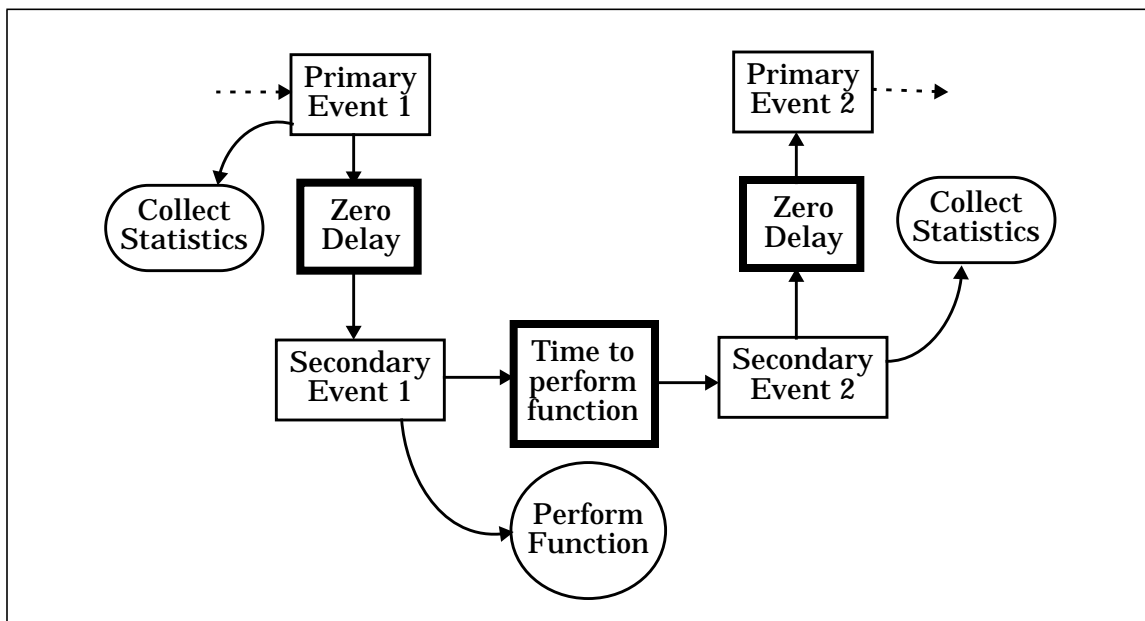 Primary
Event 1
Primary
Event 2
Collect
Statistics
Zero
Delay
Zero
Delay
Collect
Statistics
Secondary
Event 1
Time to
perform
function
Secondary
Event 2
Perform
Function